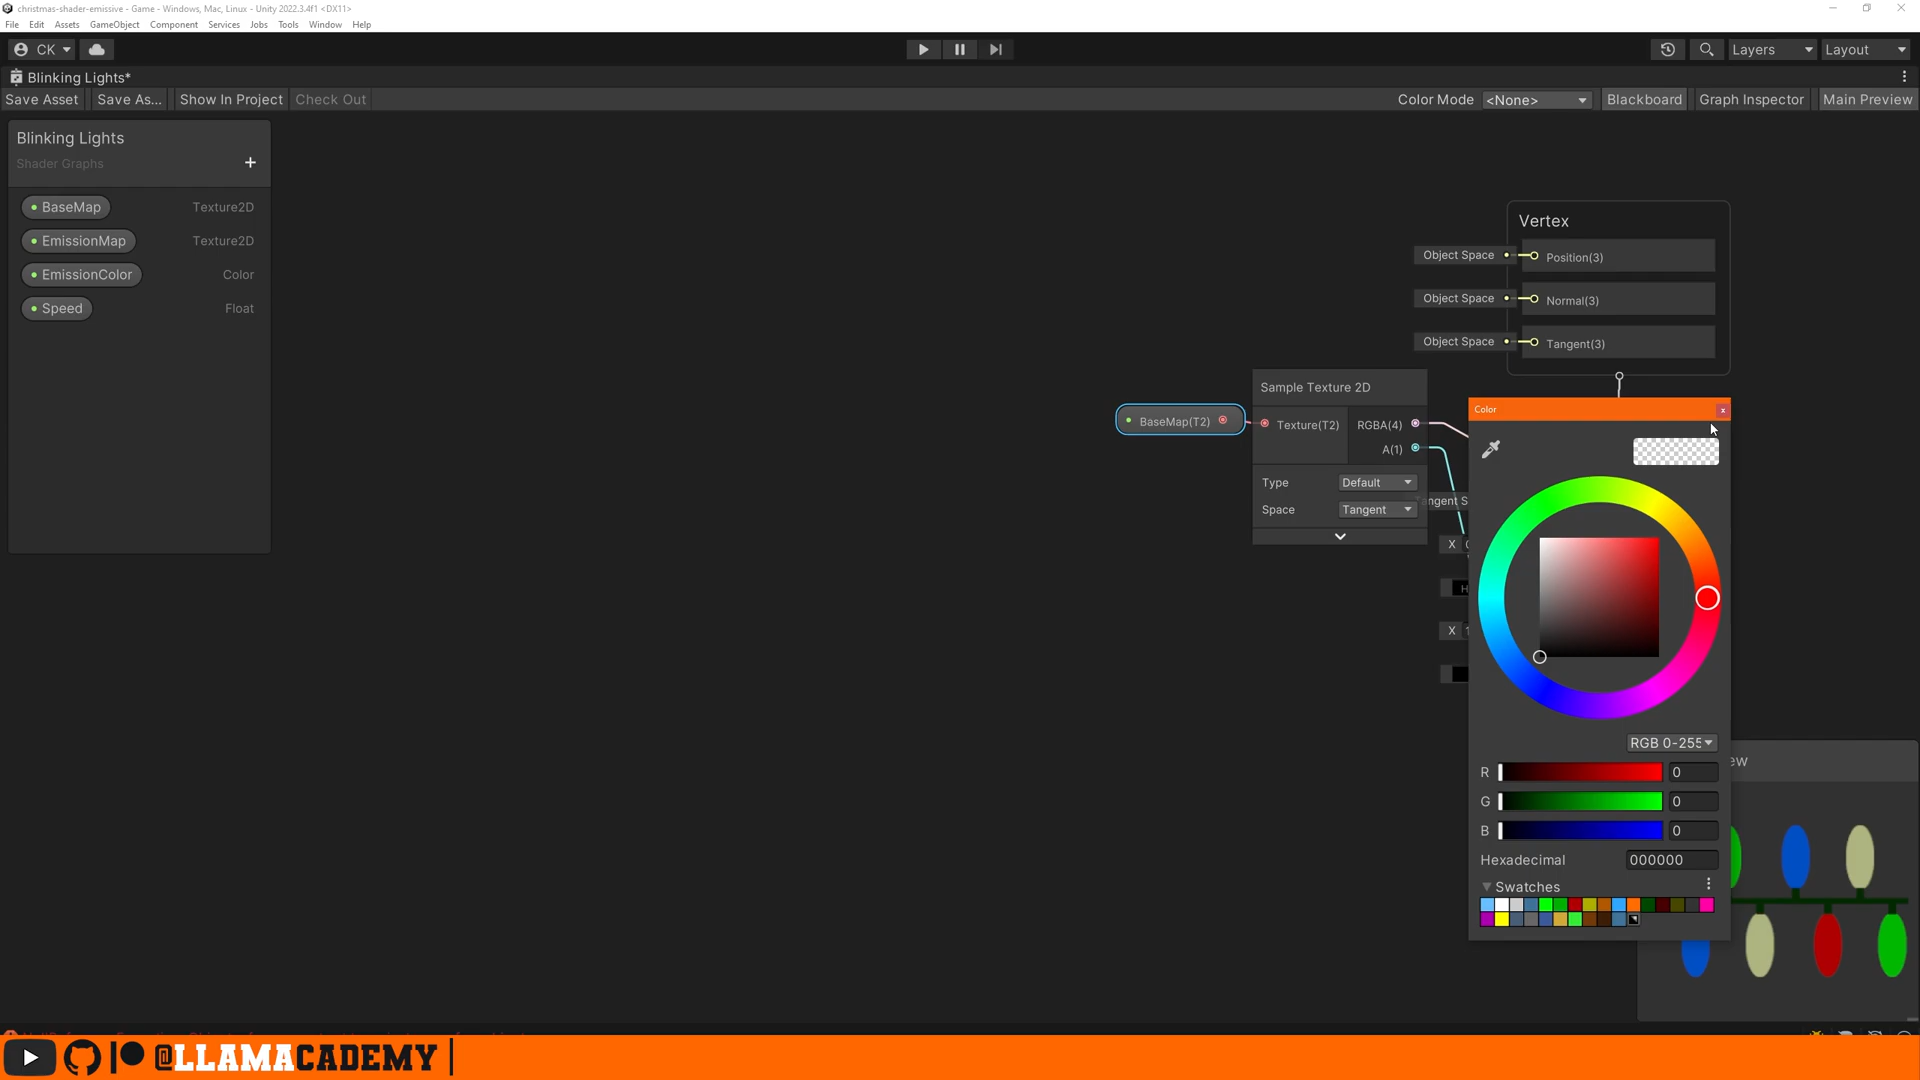 christmas-shader-emissive - Game - Windows, Mac, Linux - Unity 2022.3.4f1 <DX11>
File Edit Assets GameObject Component Services Jobs Tools Window Help
CK Layers Layout
Blinking Lights*
Save Asset Save As... Show In Project Check Out Color Mode <None> Blackboard Graph Inspector Main Preview
Blinking Lights
Shader Graphs +
BaseMap Texture2D
EmissionMap Texture2D
EmissionColor Color
Speed Float
Vertex
Object Space Position(3)
Object Space Normal(3)
Object Space Tangent(3)
Sample Texture 2D
BaseMap(T2) Texture(T2) RGBA(4)
A(1)
Type Default
Space Tangent
angent S
X
H
X 1
Color x
RGB 0-255
R 0
G 0
B 0
Hexadecimal 000000
Swatches
ew
@LLAMACADEMY